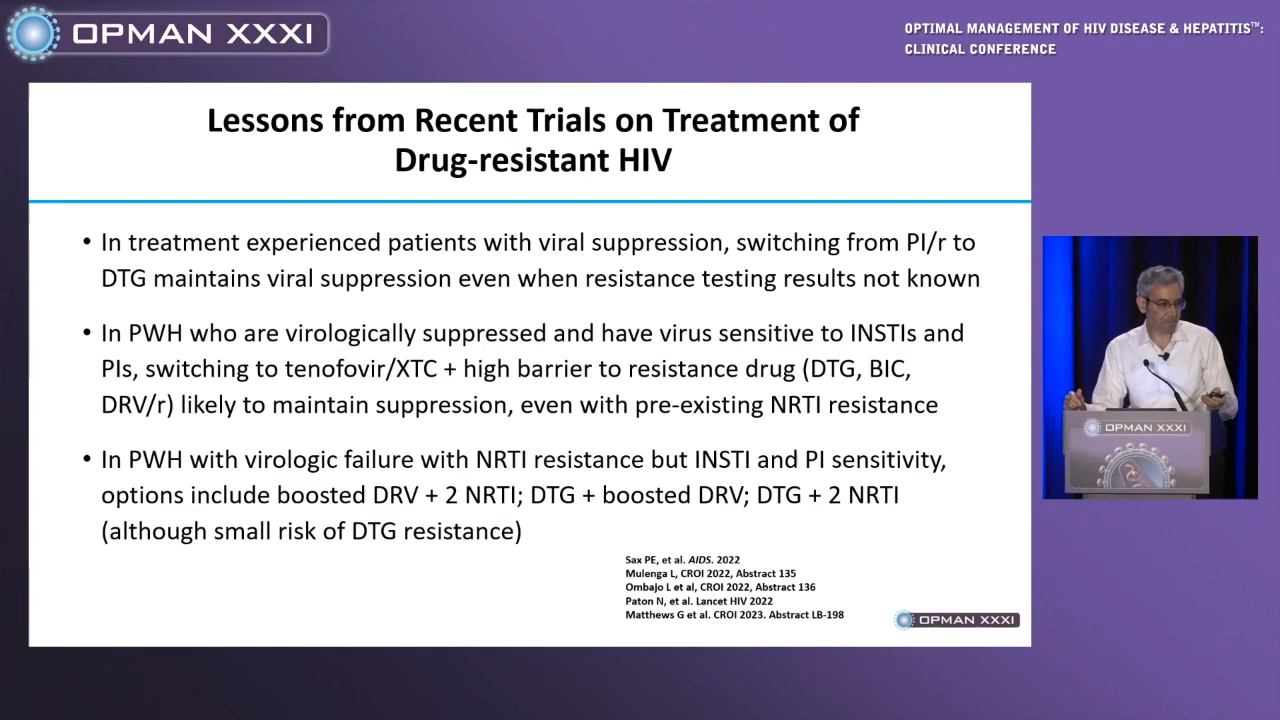 OPMAN XXXI
OPTIMAL MANAGEMENT OF HIV DISEASE & HEPATITIS™:
CLINICAL CONFERENCE
Lessons from Recent Trials on Treatment of
Drug-resistant HIV
• In treatment experienced patients with viral suppression, switching from PI/r to
DTG maintains viral suppression even when resistance testing results not known
• In PWH who are virologically suppressed and have virus sensitive to INSTIs and
PIs, switching to tenofovir/XTC + high barrier to resistance drug (DTG, BIC,
DRV/r) likely to maintain suppression, even with pre-existing NRTI resistance
• In PWH with virologic failure with NRTI resistance but INSTI and PI sensitivity,
options include boosted DRV + 2 NRTI; DTG + boosted DRV; DTG + 2 NRTI
(although small risk of DTG resistance)
Sax PE, et al. AIDS. 2022
Mulenga L, CROI 2022, Abstract 135
Ombajo L et al, CROI 2022, Abstract 136
Paton N, et al. Lancet HIV 2022
Matthews G et al. CROI 2023. Abstract LB-198
OPMAN XXXI
OPMAN XXXI